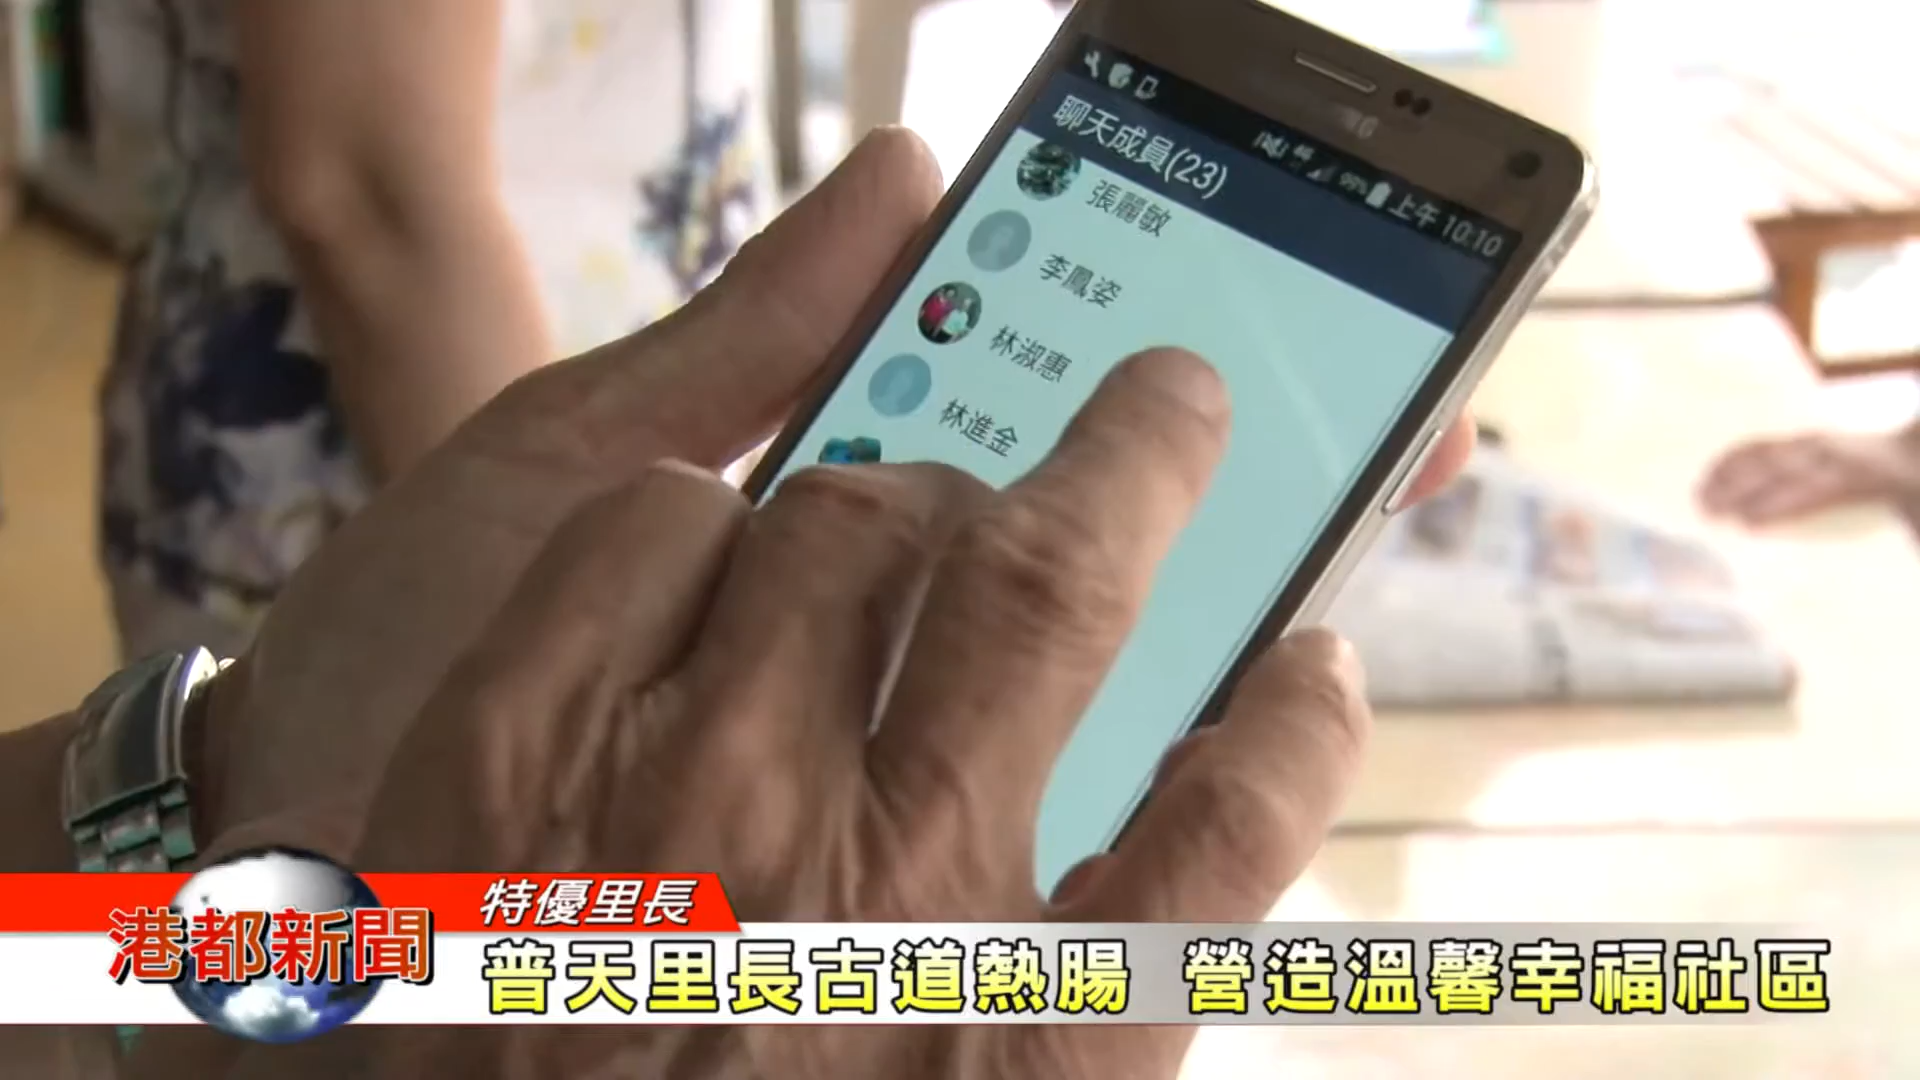 上午 10:10
聊天成員(23)
張麗敏
李鳳姿
林淑惠
林進金
特優里長
港都新聞
普天里長古道熱腸 營造溫馨幸福社區